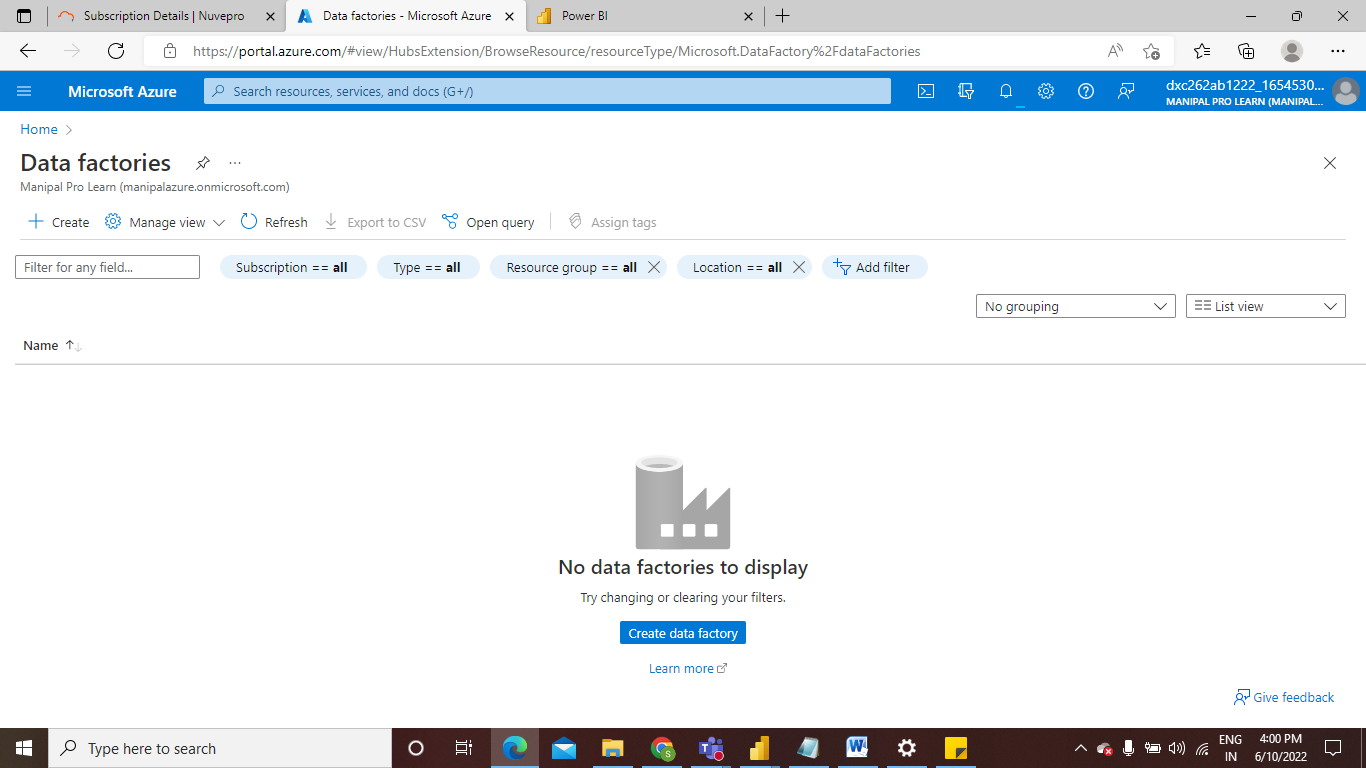 Subscription Details | Nuvepro
Data factories - Microsoft Azure
Power BI
https://portal.azure.com/#view/HubsExtension/BrowseResource/resourceType/Microsoft.DataFactory%2FdataFactories
Microsoft Azure
Search resources, services, and docs (G+/)
dxc262ab1222_1654530...
MANIPAL PRO LEARN (MANIPAL...
Home
Data factories
Manipal Pro Learn (manipalazure.onmicrosoft.com)
Create
Manage view
Refresh
Export to CSV
Open query
Assign tags
Filter for any field...
Subscription == all
Type == all
Resource group == all
Location == all
Add filter
No grouping
List view
Name
No data factories to display
Try changing or clearing your filters.
Create data factory
Learn more
Give feedback
Type here to search
ENG
IN
4:00 PM
6/10/2022